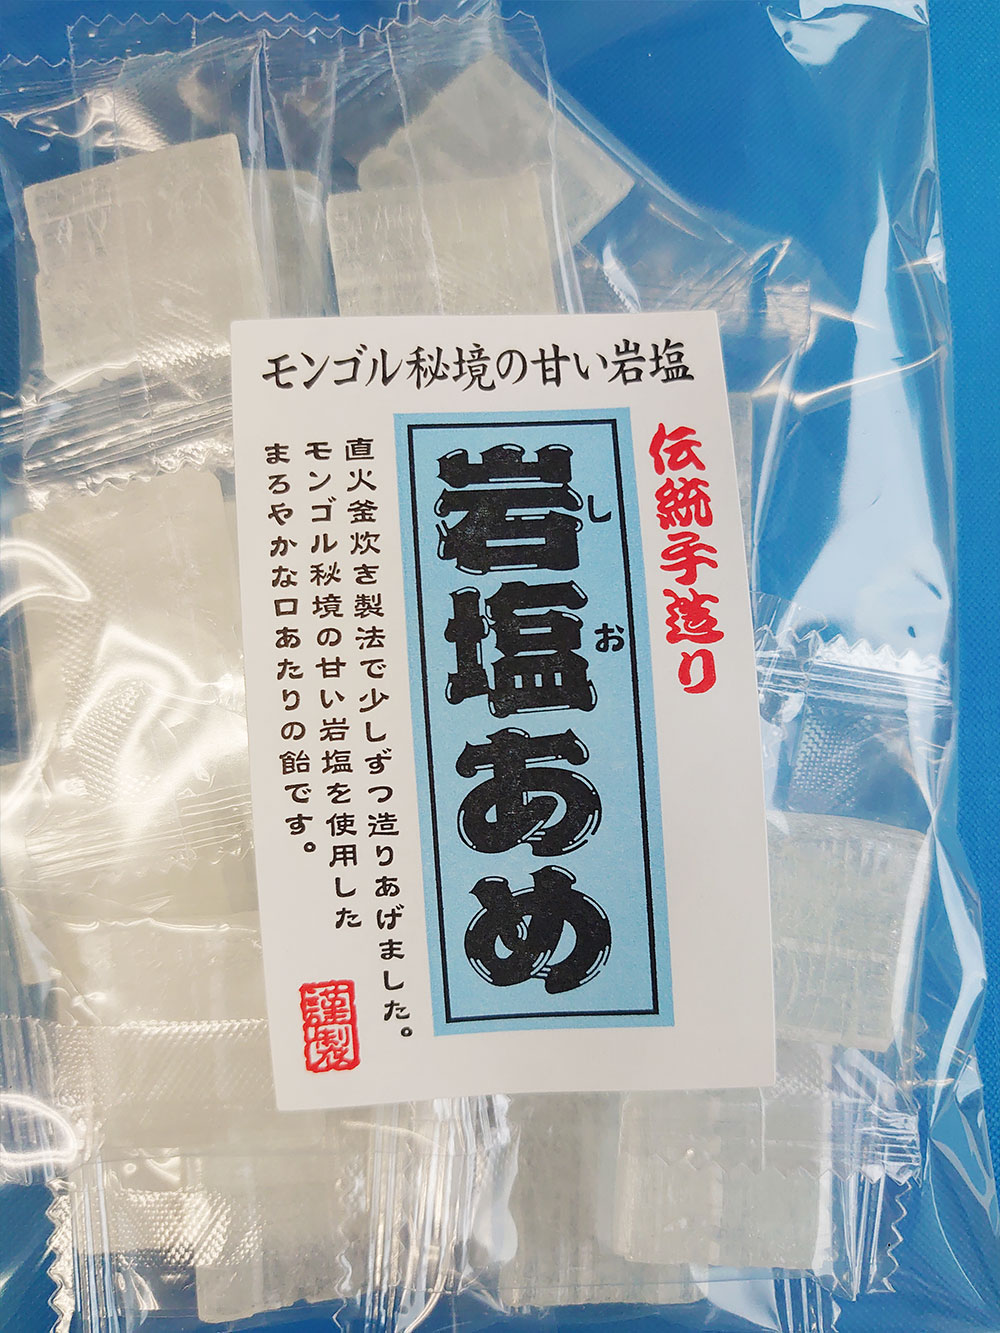 モンゴル秘境の甘い岩塩
伝統手造り
岩塩あめ
しお
直火釜炊き製法で少しずつ造りあげました。
モンゴル秘境の甘い岩塩を使用した
まろやかな口あたりの飴です。
謹製